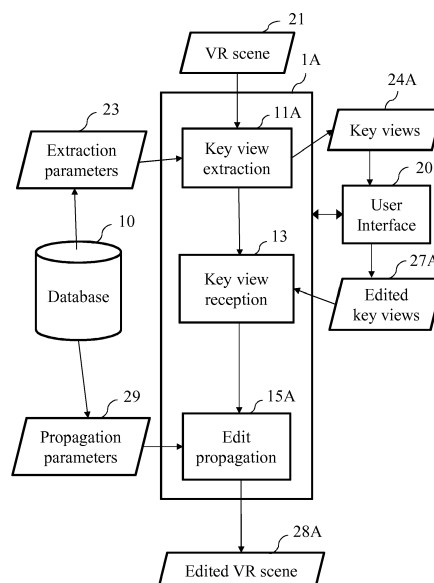 21
VR scene
1A
24A
23
11A
Key views
Extraction
parameters
Key view
extraction
20
User
Interface
10
13
27A
Database
Key view
reception
Edited
key views
29
15A
Propagation
parameters
Edit
propagation
28A
Edited VR scene